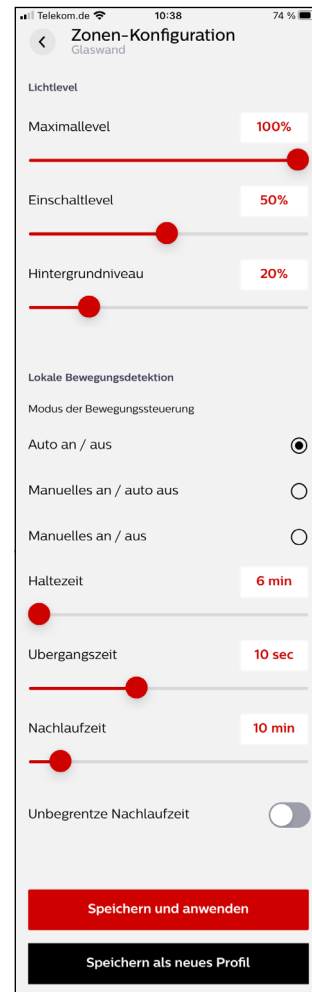 Telekom.de 10:38 74 %
Zonen-Konfiguration
Glaswand
Lichtlevel
Maximallevel 100%
Einschaltlevel 50%
Hintergrundniveau 20%
Lokale Bewegungsdetektion
Modus der Bewegungssteuerung
Auto an / aus
Manuelles an / auto aus
Manuelles an / aus
Haltezeit 6 min
Ubergangszeit 10 sec
Nachlaufzeit 10 min
Unbegrentze Nachlaufzeit
Speichern und anwenden
Speichern als neues Profil